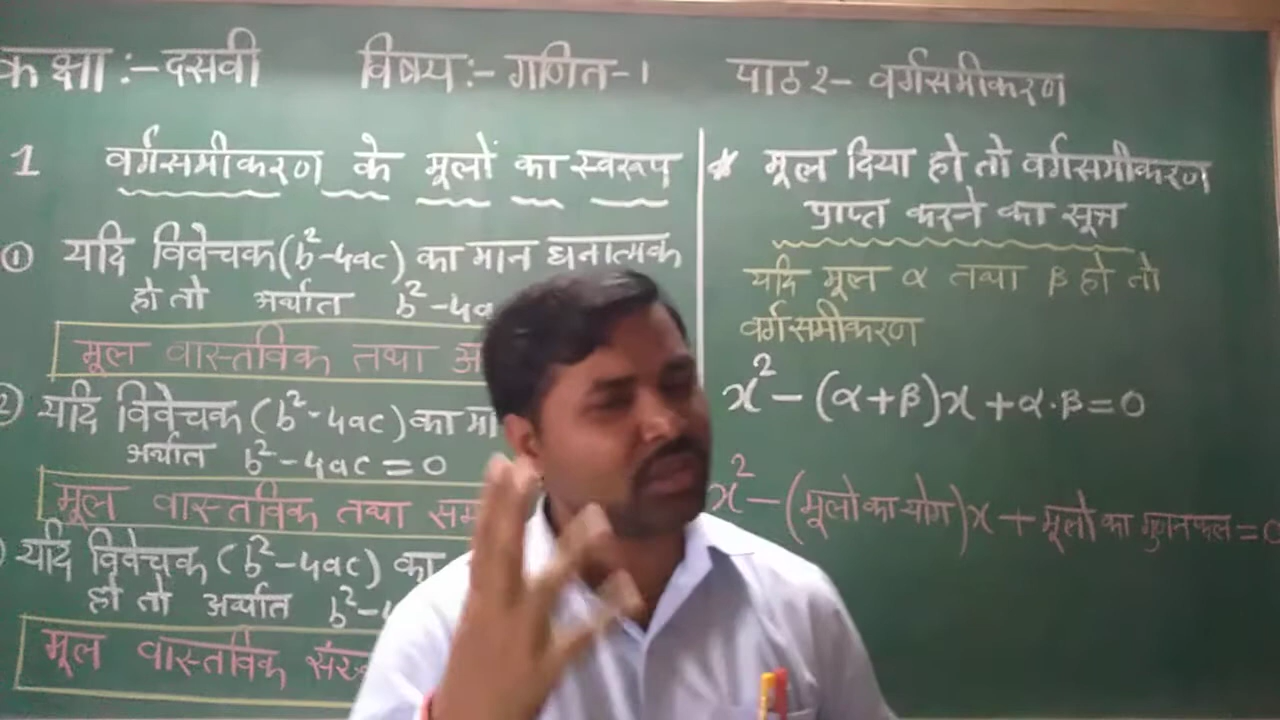 कक्षा :- दसवी विषय :- गणित-1 पाठ 2- वर्गसमीकरण
1 वर्गसमीकरण के मूलों का स्वरूप
① यदि विवेचक (b²-4ac) का मान धनात्मक
हो तो अर्थात b²-4a
मूल वास्तविक तथा अ
② यदि विवेचक (b²-4ac) का मा
अर्थात b²-4ac=0
मूल वास्तविक तथा सम
यदि विवेचक (b²-4ac) का
हो तो अर्थात b²-4
मूल वास्तविक संख
* मूल दिया हो तो वर्गसमीकरण
प्राप्त करने का सूत्र
यदि मूल α तथा β हो तो
वर्गसमीकरण
x²-(α+β)x+α.β=0
x²-(मूलो का योग)x+मूलो का गुणनफल=0